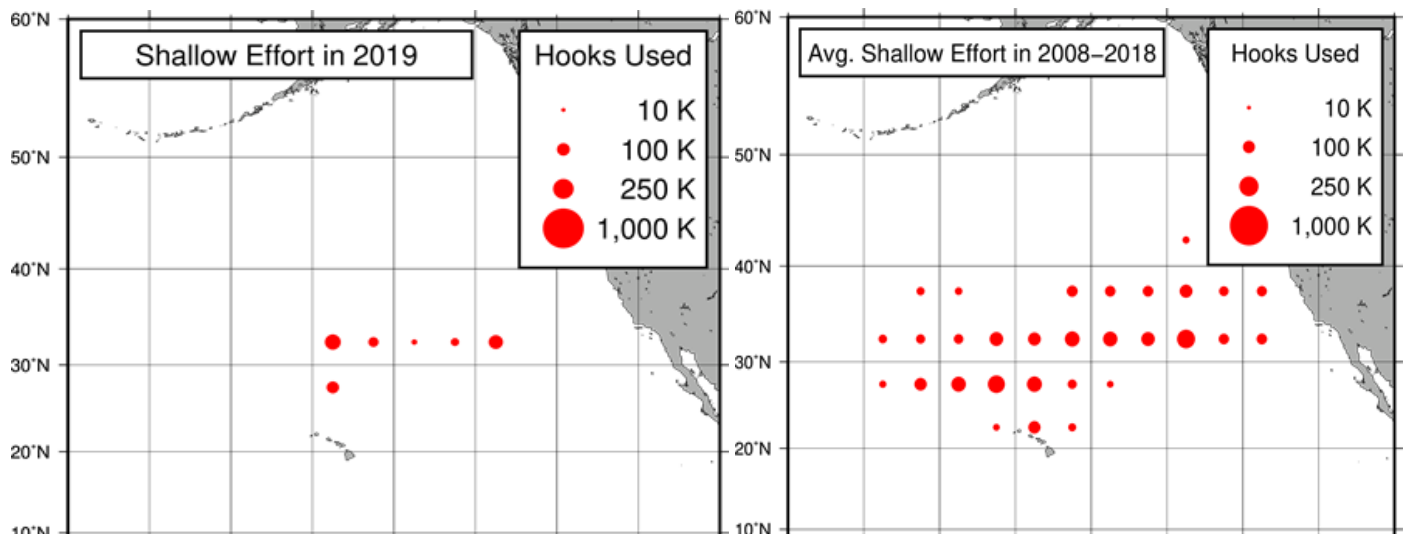 60°N
Shallow Effort in 2019
Hooks Used
10 K
100 K
250 K
1,000 K
50°N
40°N
30°N
20°N
10°N
60°N
Avg. Shallow Effort in 2008–2018
Hooks Used
10 K
100 K
250 K
1,000 K
50°N
40°N
30°N
20°N
10°N